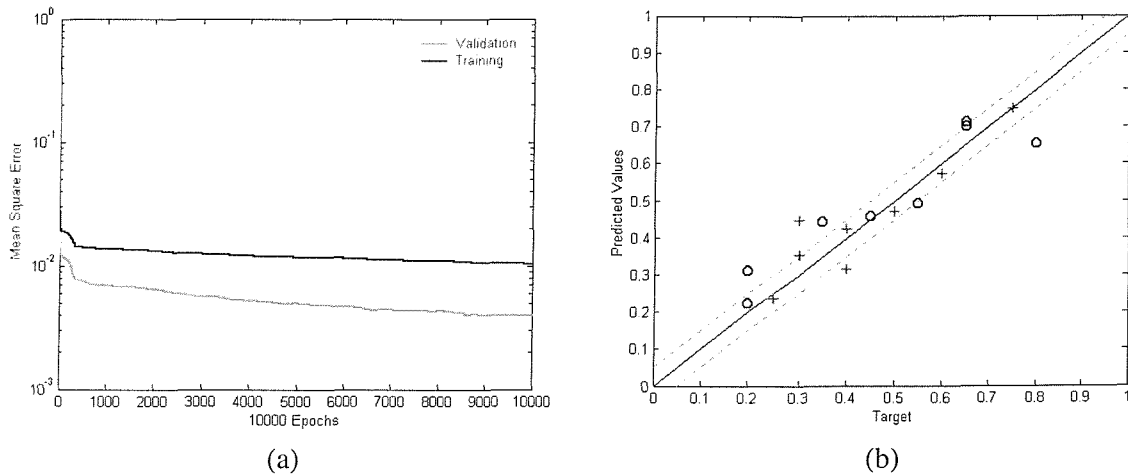 10^0
10^-1
10^-2
10^-3
Mean Square Error
Validation
Training
0 1000 2000 3000 4000 5000 6000 7000 8000 9000 10000
10000 Epochs
(a)
1
0.9
0.8
0.7
0.6
0.5
0.4
0.3
0.2
0.1
0
Predicted Values
0 0.1 0.2 0.3 0.4 0.5 0.6 0.7 0.8 0.9 1
Target
(b)